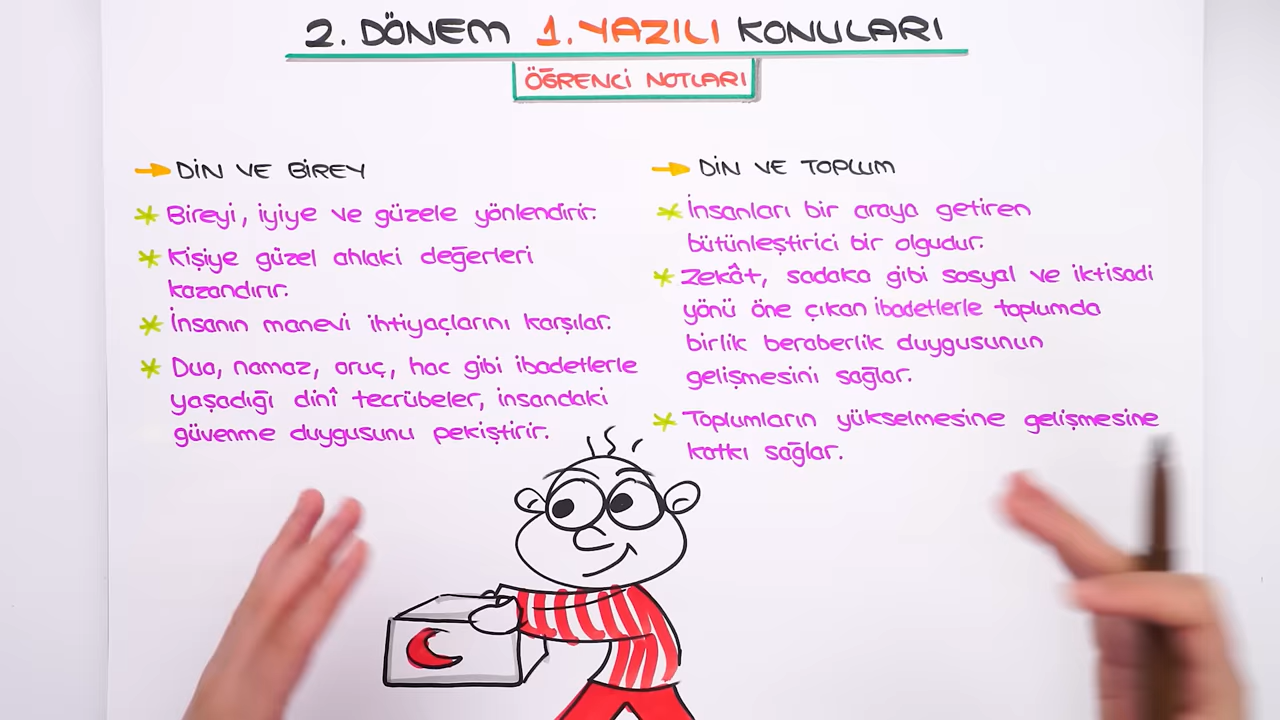 2. DÖNEM 1. YAZILI KONULARI
ÖĞRENCİ NOTLARI
DİN VE BİREY
Bireyi, iyiye ve güzele yönlendirir.
Kişiye güzel ahlaki değerleri
kazandırır.
İnsanın manevi ihtiyaçlarını karşılar.
Dua, namaz, oruç, hac gibi ibadetlerle
yaşadığı dinî tecrübeler, insandaki
güvenme duygusunu pekiştirir.
DİN VE TOPLUM
İnsanları bir araya getiren
bütünleştirici bir olgudur.
Zekât, sadaka gibi sosyal ve iktisadi
yönü öne çıkan ibadetlerle toplumda
birlik beraberlik duygusunun
gelişmesini sağlar.
Toplumların yükselmesine gelişmesine
katkı sağlar.